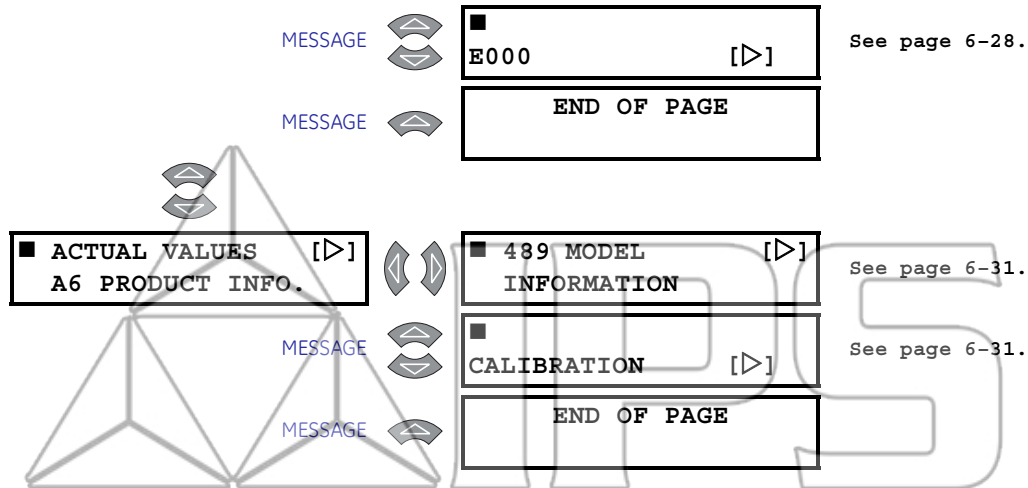 MESSAGE
■
E000 [▷]
See page 6-28.
MESSAGE
END OF PAGE
■ ACTUAL VALUES [▷]
A6 PRODUCT INFO.
■ 489 MODEL [▷]
INFORMATION
See page 6-31.
MESSAGE
■
CALIBRATION [▷]
See page 6-31.
MESSAGE
END OF PAGE
IPS